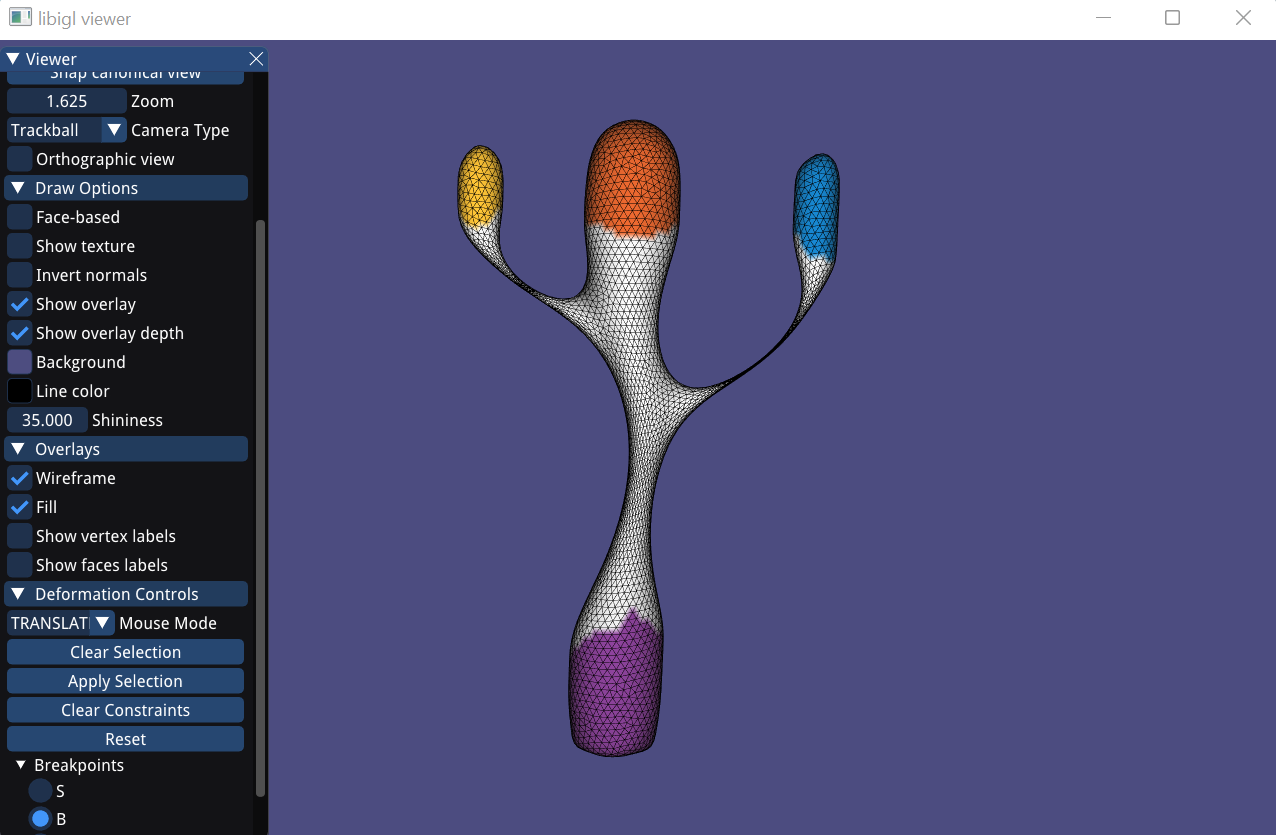 libigl viewer
Viewer
Snap canonical view
1.625 Zoom
Trackball Camera Type
Orthographic view
Draw Options
Face-based
Show texture
Invert normals
Show overlay
Show overlay depth
Background
Line color
35.000 Shininess
Overlays
Wireframe
Fill
Show vertex labels
Show faces labels
Deformation Controls
TRANSLAT Mouse Mode
Clear Selection
Apply Selection
Clear Constraints
Reset
Breakpoints
S
B